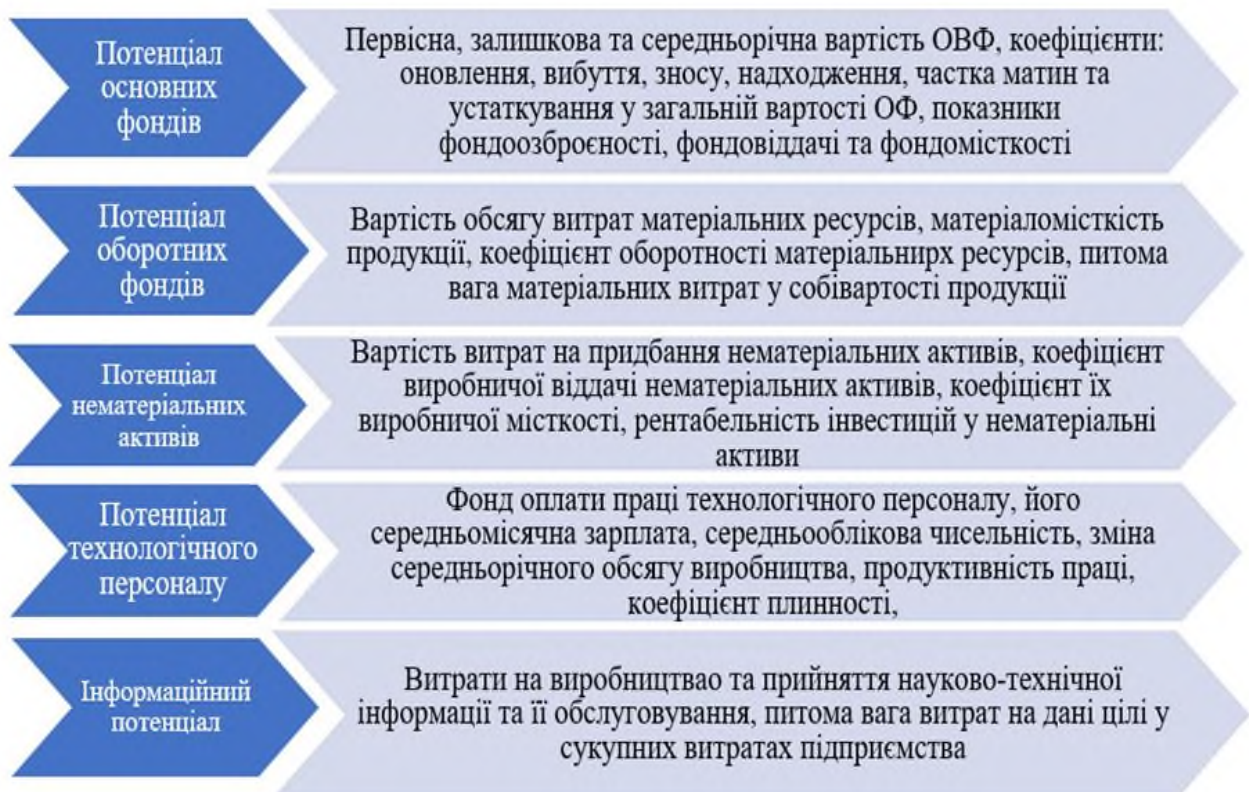 Потенціал
основних
фондів
Первісна, залишкова та середньорічна вартість ОВФ, коефіцієнти:
оновлення, вибуття, зносу, надходження, частка матин та
устаткування у загальній вартості ОФ, показники
фондоозброєності, фондовіддачі та фондомісткості
Потенціал
оборотних
фондів
Вартість обсягу витрат матеріальних ресурсів, матеріаломісткість
продукції, коефіцієнт оборотності матеріальнирх ресурсів, питома
вага матеріальних витрат у собівартості продукції
Потенціал
нематеріальних
активів
Вартість витрат на придбання нематеріальних активів, коефіцієнт
виробничої віддачі нематеріальних активів, коефіцієнт їх
виробничої місткості, рентабельність інвестицій у нематеріальні
активи
Потенціал
технологічного
персоналу
Фонд оплати праці технологічного персоналу, його
середньомісячна зарплата, середньооблікова чисельність, зміна
середньорічного обсягу виробництва, продуктивність праці,
коефіцієнт плинності,
Інформаційний
потенціал
Витрати на виробництвао та прийняття науково-технічної
інформації та її обслуговування, питома вага витрат на дані цілі у
сукупних витратах підприємства